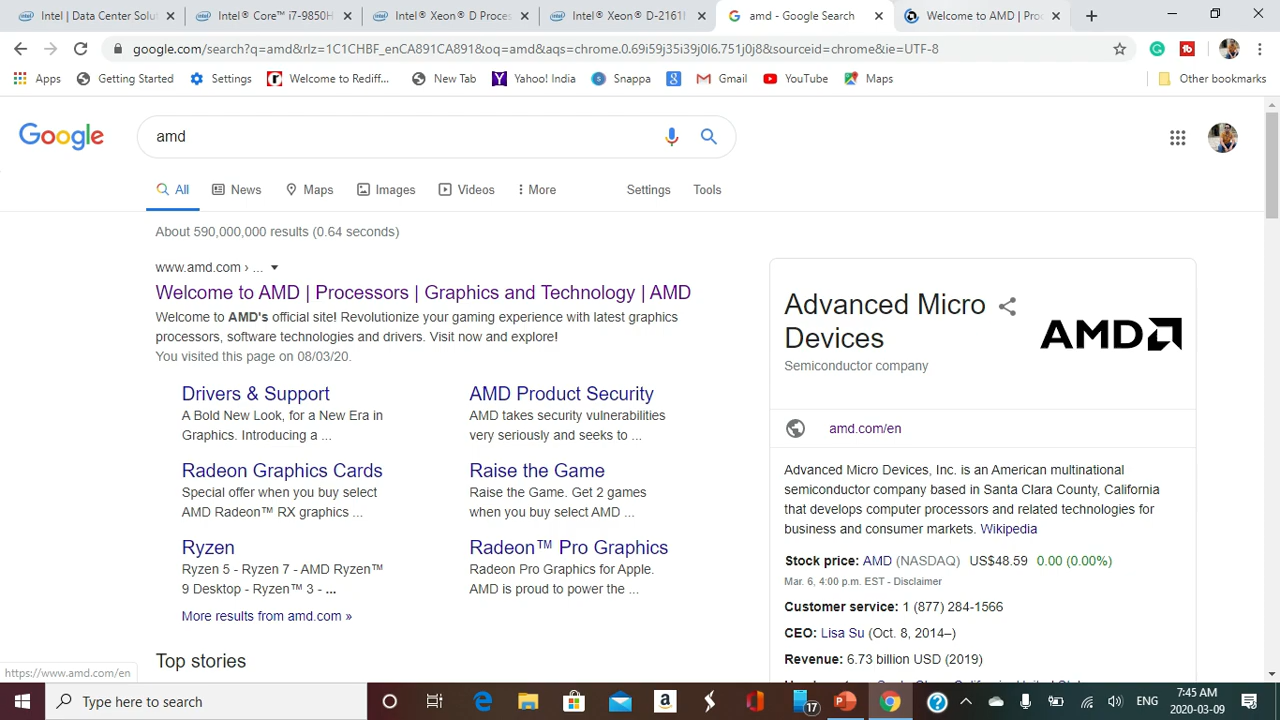 Intel | Data Center Solut
Intel® Core™ i7-9850H
Intel® Xeon® D Proces
Intel® Xeon® D-2161I
amd - Google Search
Welcome to AMD | Proc
google.com/search?q=amd&rlz=1C1CHBF_enCA891CA891&oq=amd&aqs=chrome.0.69i59j35i39j0l6.751j0j8&sourceid=chrome&ie=UTF-8
Apps
Getting Started
Settings
Welcome to Rediff...
New Tab
Yahoo! India
Snappa
Gmail
YouTube
Maps
Other bookmarks
Google
amd
All
News
Maps
Images
Videos
More
Settings
Tools
About 590,000,000 results (0.64 seconds)
www.amd.com › ...
Welcome to AMD | Processors | Graphics and Technology | AMD
Welcome to AMD's official site! Revolutionize your gaming experience with latest graphics
processors, software technologies and drivers. Visit now and explore!
You visited this page on 08/03/20.
Drivers & Support
A Bold New Look, for a New Era in
Graphics. Introducing a ...
AMD Product Security
AMD takes security vulnerabilities
very seriously and seeks to ...
Radeon Graphics Cards
Special offer when you buy select
AMD Radeon™ RX graphics ...
Raise the Game
Raise the Game. Get 2 games
when you buy select AMD ...
Ryzen
Ryzen 5 - Ryzen 7 - AMD Ryzen™
9 Desktop - Ryzen™ 3 - ...
Radeon™ Pro Graphics
Radeon Pro Graphics for Apple.
AMD is proud to power the ...
More results from amd.com »
Top stories
Advanced Micro
Devices
Semiconductor company
AMD
amd.com/en
Advanced Micro Devices, Inc. is an American multinational
semiconductor company based in Santa Clara County, California
that develops computer processors and related technologies for
business and consumer markets. Wikipedia
Stock price: AMD (NASDAQ) US$48.59 0.00 (0.00%)
Mar. 6, 4:00 p.m. EST - Disclaimer
Customer service: 1 (877) 284-1566
CEO: Lisa Su (Oct. 8, 2014–)
Revenue: 6.73 billion USD (2019)
https://www.amd.com/en
Type here to search
17
ENG
7:45 AM
2020-03-09